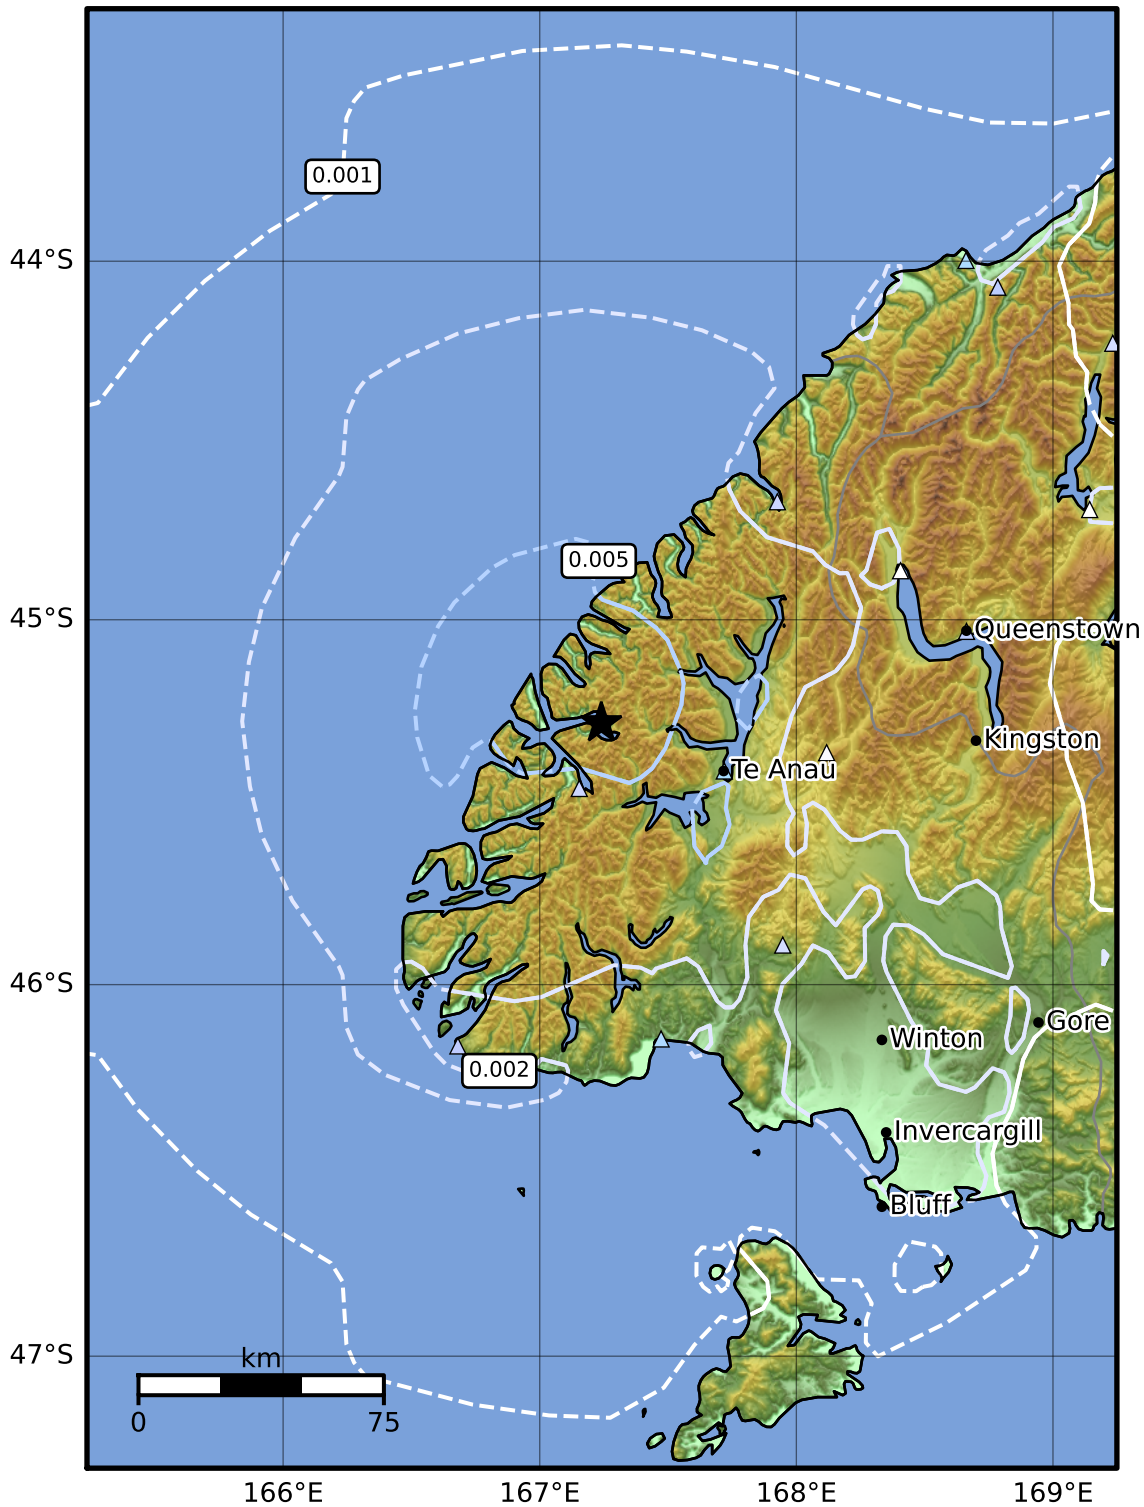 0.001
44°S
0.005
45°S
Queenstown
Kingston
Te Anau
46°S
Gore
Winton
0.002
Invercargill
Bluff
47°S
km
0
75
166°E
167°E
168°E
169°E